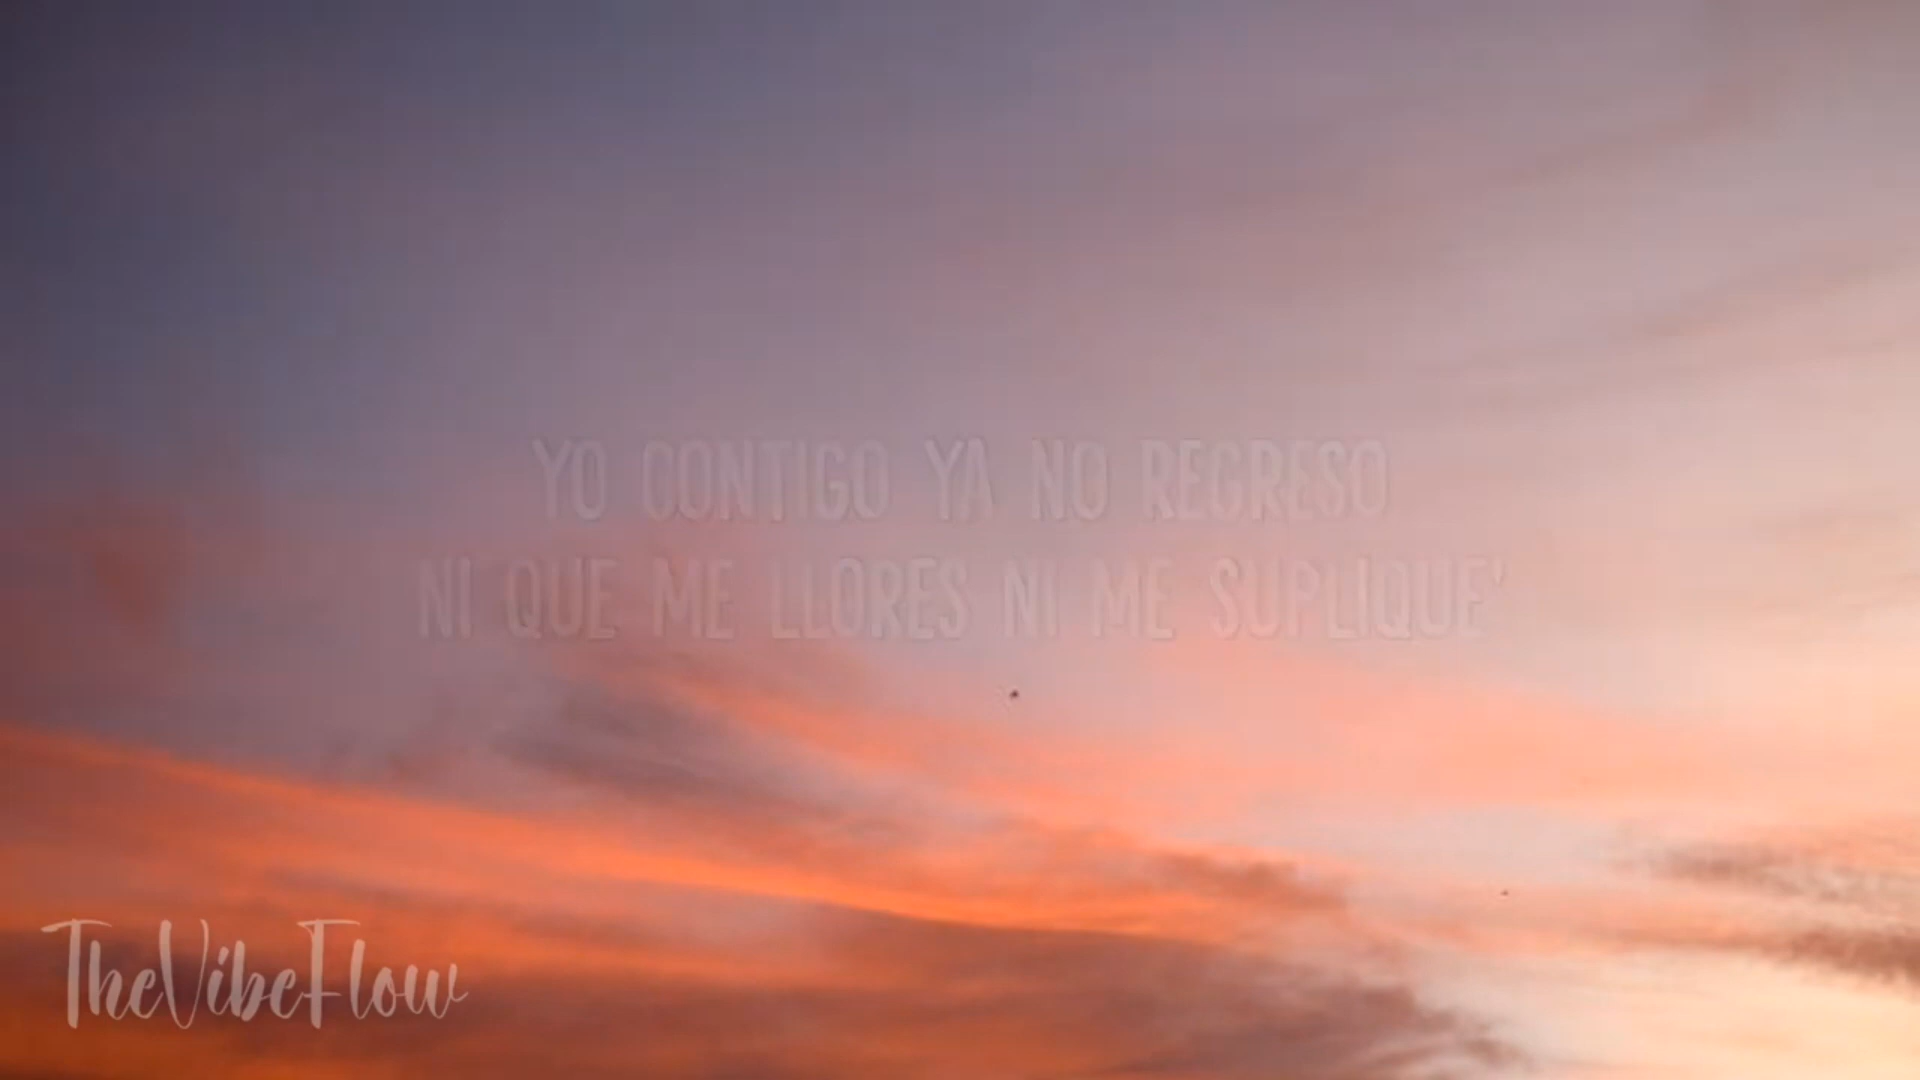 YO CONTIGO YA NO REGRESO
NI QUE ME LLORES NI ME SUPLIQUE'
TheVibeFlow